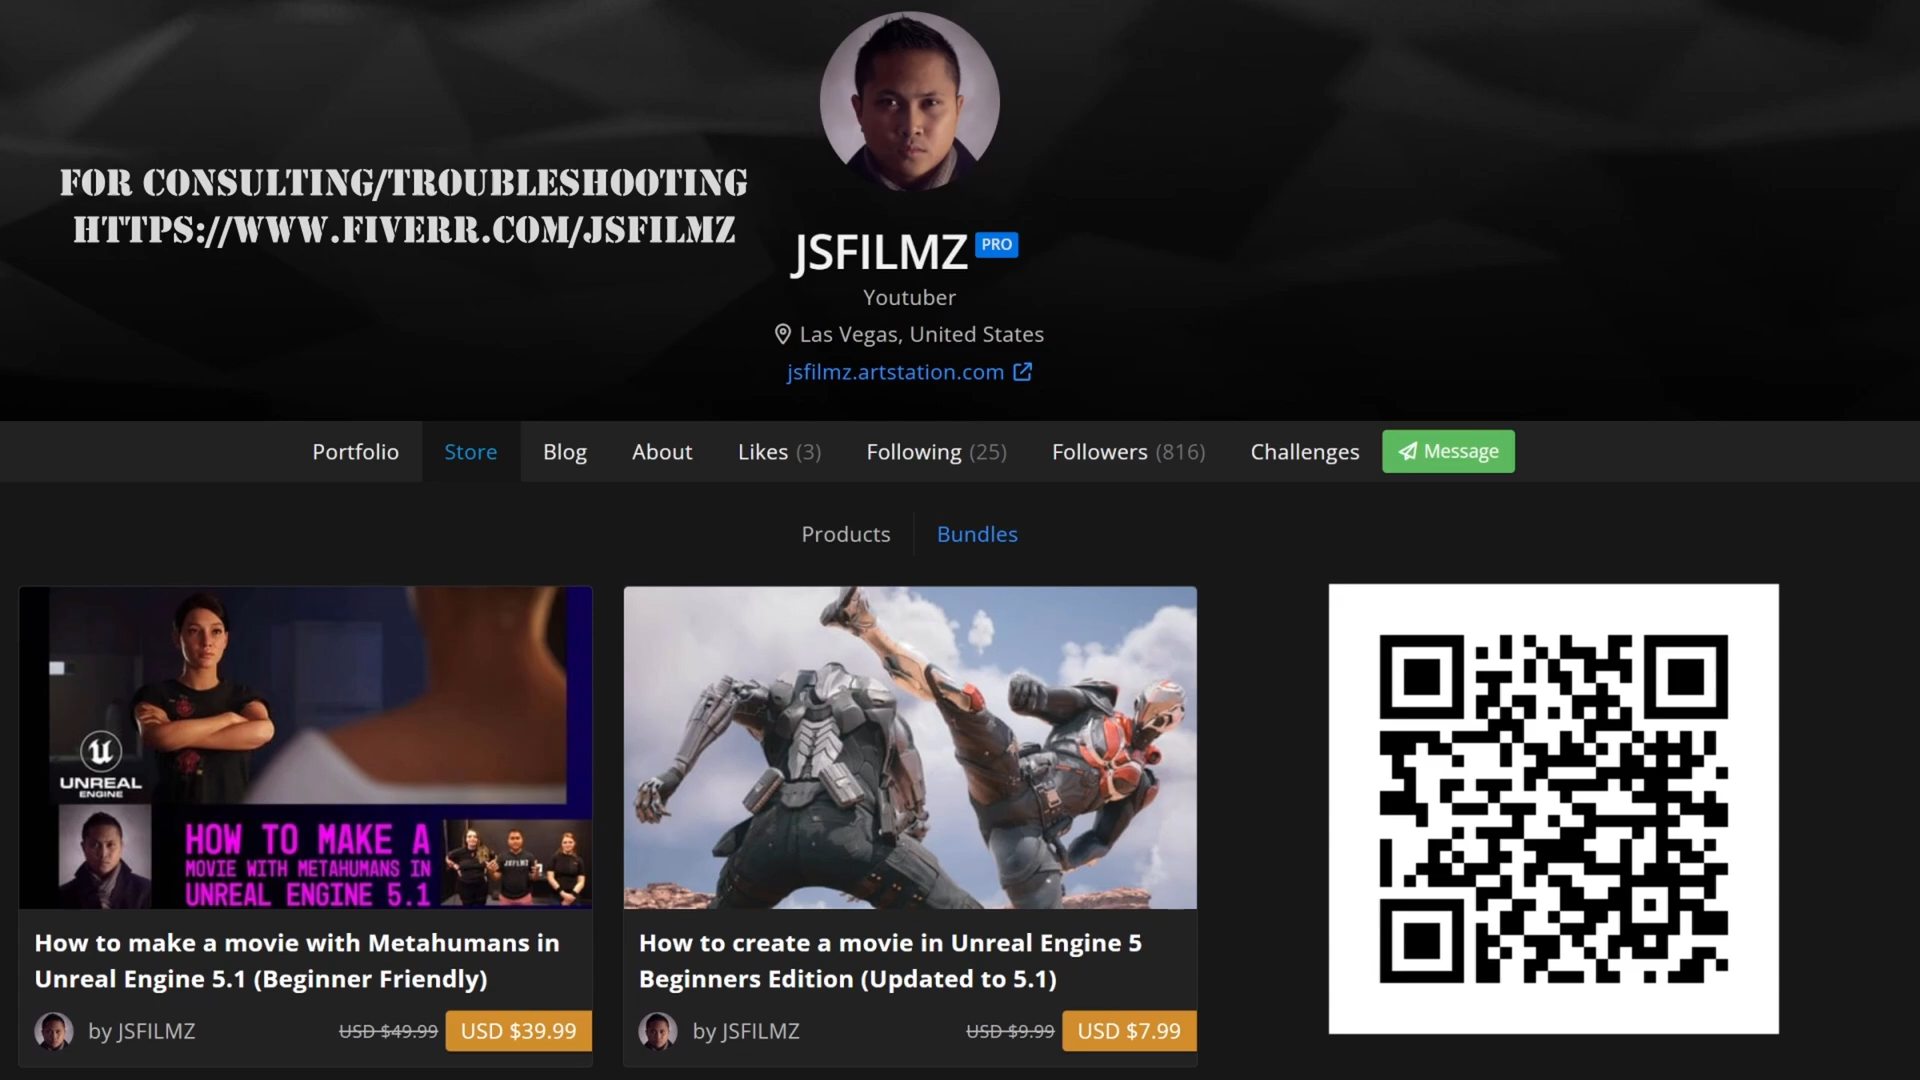 FOR CONSULTING/TROUBLESHOOTING
HTTPS://WWW.FIVERR.COM/JSFILMZ
JSFILMZ PRO
Youtuber
Las Vegas, United States
jsfilmz.artstation.com
Portfolio Store Blog About Likes (3) Following (25) Followers (816) Challenges Message
Products Bundles
UNREAL
ENGINE
HOW TO MAKE A
MOVIE WITH METAHUMANS IN
UNREAL ENGINE 5.1
JSFILMZ
How to make a movie with Metahumans in
Unreal Engine 5.1 (Beginner Friendly)
by JSFILMZ USD $49.99 USD $39.99
How to create a movie in Unreal Engine 5
Beginners Edition (Updated to 5.1)
by JSFILMZ USD $9.99 USD $7.99